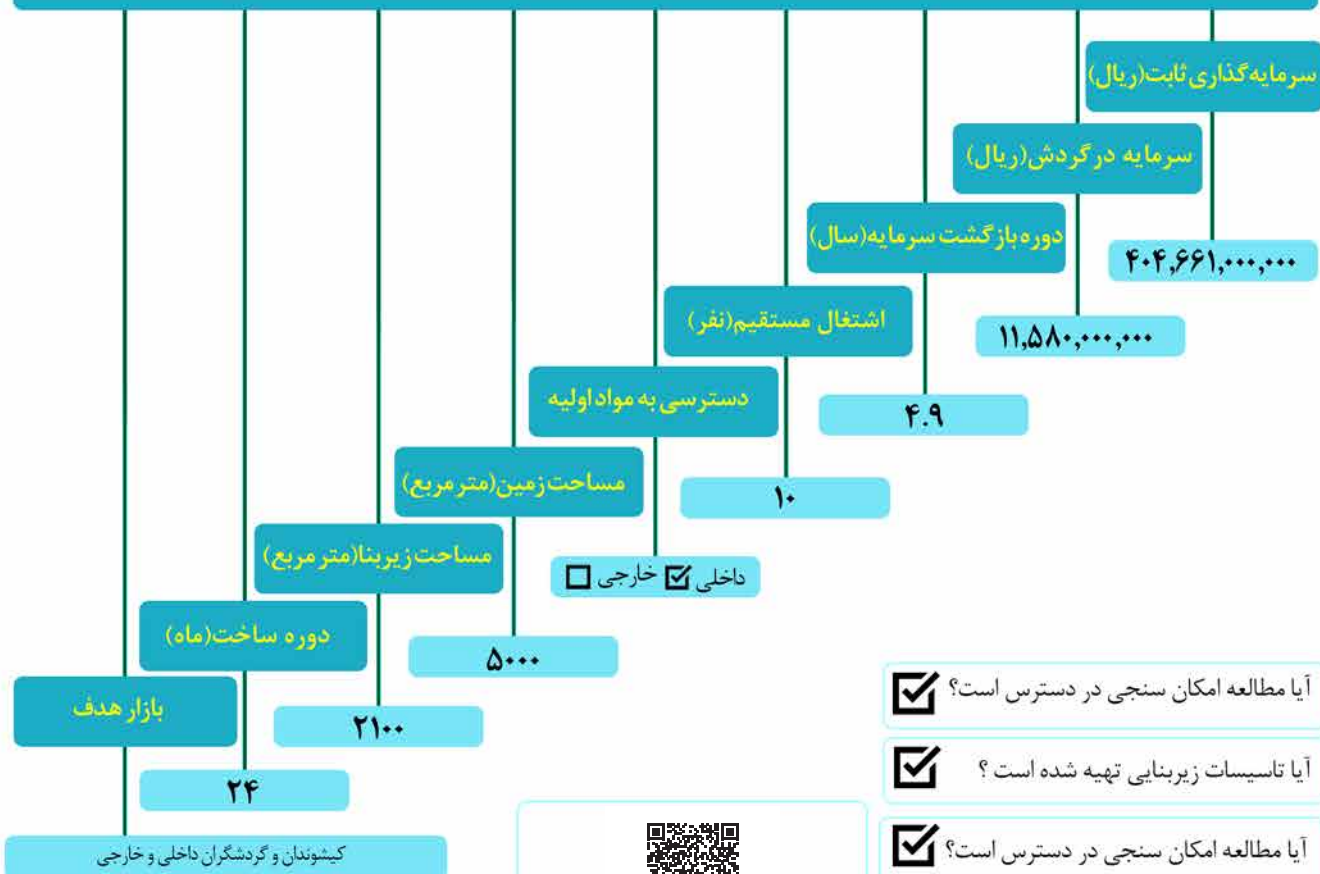 سرمایه‌گذاری ثابت(ریال)
۴۰۴,۶۶۱,۰۰۰,۰۰۰
سرمایه در گردش(ریال)
۱۱,۵۸۰,۰۰۰,۰۰۰
دوره بازگشت سرمایه(سال)
۴.۹
اشتغال مستقیم(نفر)
۱۰
دسترسی به مواد اولیه
داخلی ☑ خارجی ☐
مساحت زمین(متر مربع)
۵۰۰۰
مساحت زیربنا(متر مربع)
۲۱۰۰
دوره ساخت(ماه)
۲۴
بازار هدف
کیشوندان و گردشگران داخلی و خارجی
آیا مطالعه امکان سنجی در دسترس است؟ ☑
آیا تاسیسات زیربنایی تهیه شده است ؟ ☑
آیا مطالعه امکان سنجی در دسترس است؟ ☑